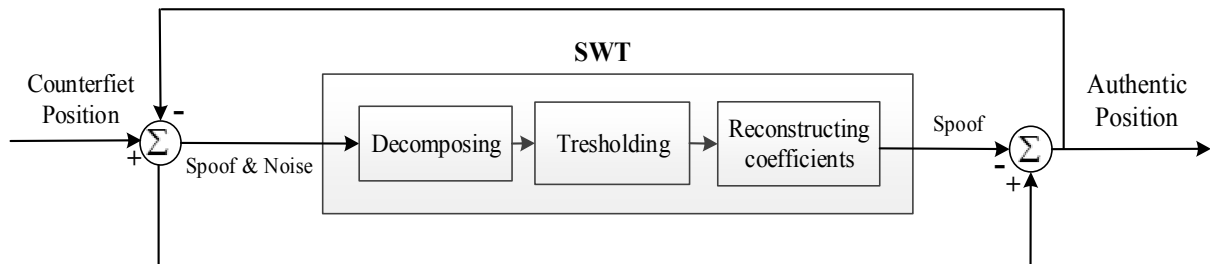 SWT
Counterfiet
Position
-
Σ
+
Spoof & Noise
Decomposing
Tresholding
Reconstructing
coefficients
Spoof
-
Σ
+
Authentic
Position